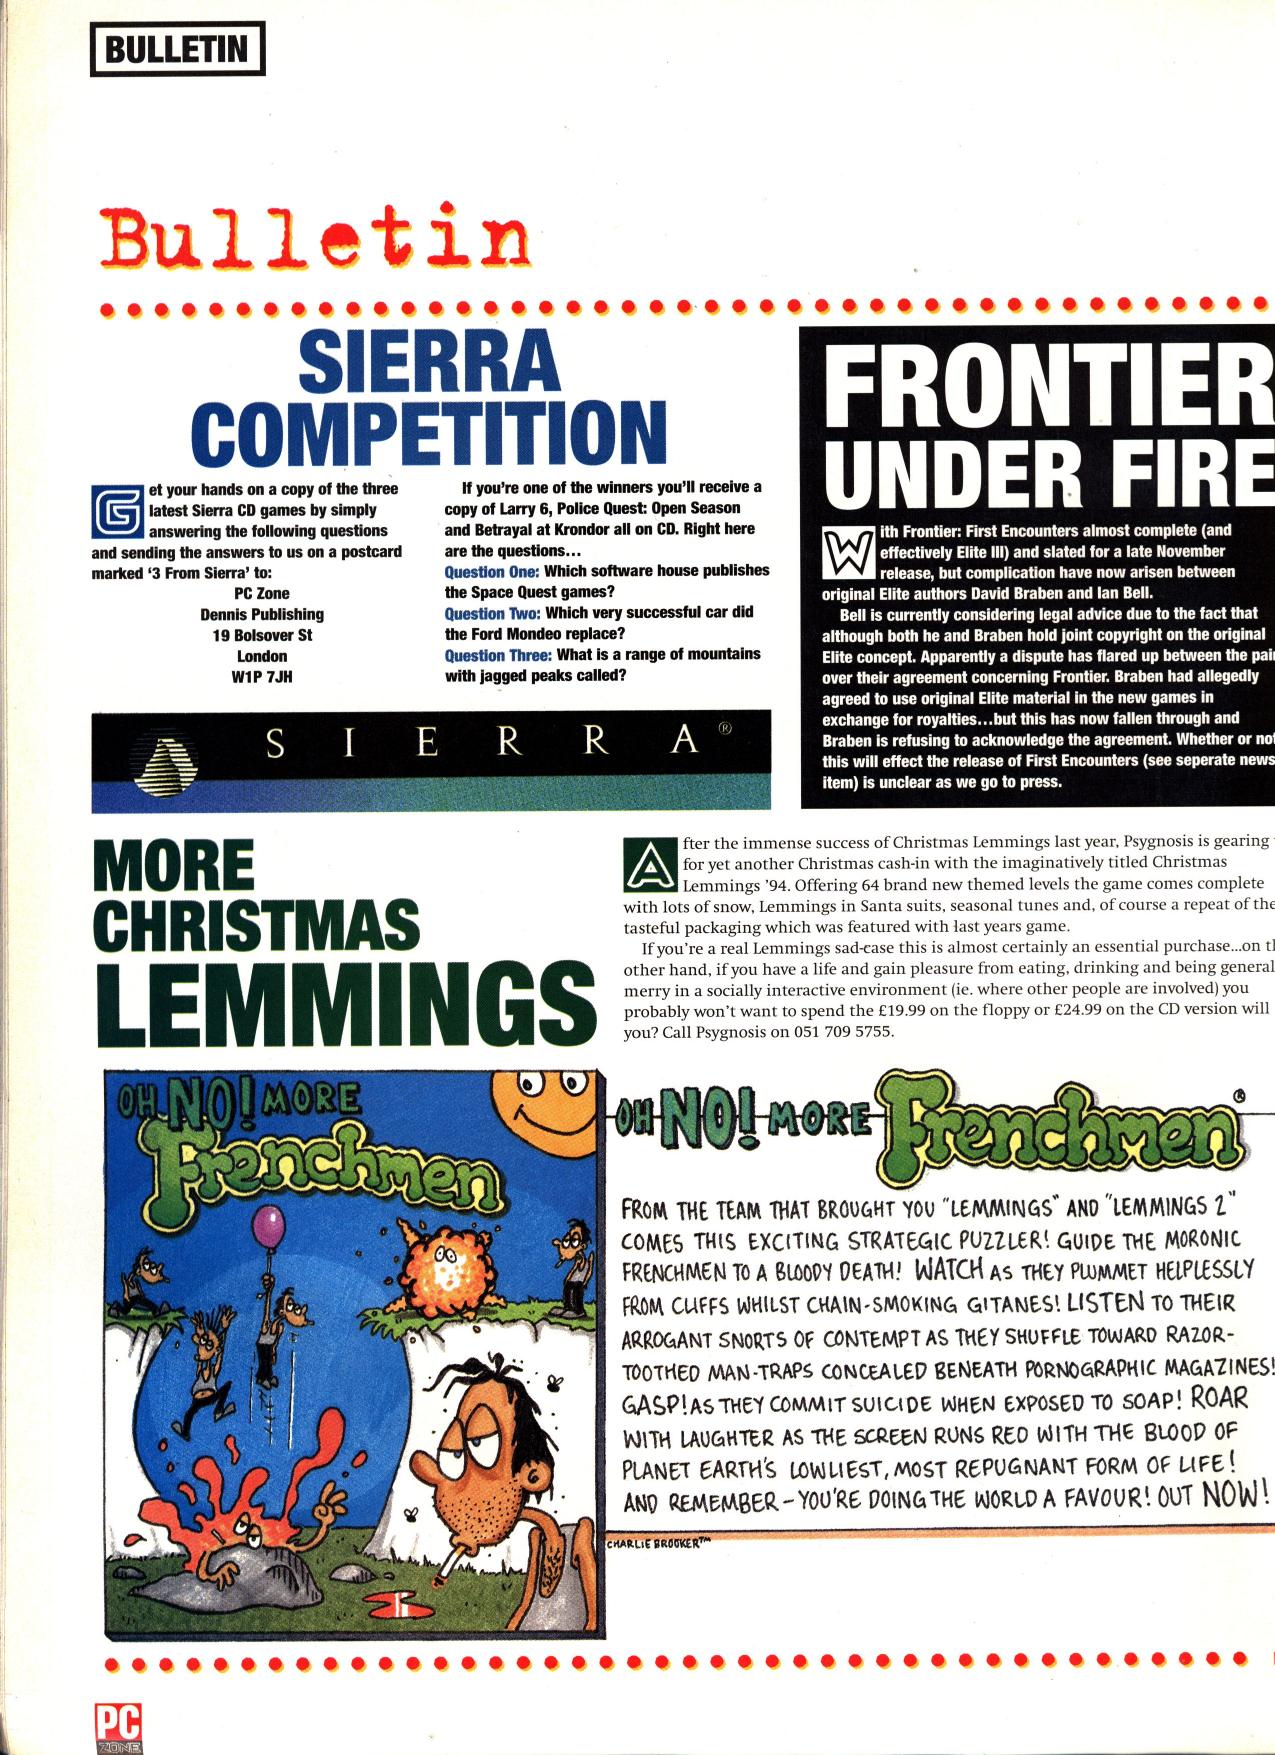 BULLETIN
Bulletin
SIERRA
COMPETITION
Get your hands on a copy of the three
latest Sierra CD games by simply
answering the following questions
and sending the answers to us on a postcard
marked ‘3 From Sierra’ to:
PC Zone
Dennis Publishing
19 Bolsover St
London
W1P 7JH
If you’re one of the winners you’ll receive a
copy of Larry 6, Police Quest: Open Season
and Betrayal at Krondor all on CD. Right here
are the questions…
Question One: Which software house publishes
the Space Quest games?
Question Two: Which very successful car did
the Ford Mondeo replace?
Question Three: What is a range of mountains
with jagged peaks called?
SIERRA®
FRONTIER
UNDER FIRE
With Frontier: First Encounters almost complete (and
effectively Elite III) and slated for a late November
release, but complication have now arisen between
original Elite authors David Braben and Ian Bell.
Bell is currently considering legal advice due to the fact that
although both he and Braben hold joint copyright on the original
Elite concept. Apparently a dispute has flared up between the pair
over their agreement concerning Frontier. Braben had allegedly
agreed to use original Elite material in the new games in
exchange for royalties…but this has now fallen through and
Braben is refusing to acknowledge the agreement. Whether or not
this will effect the release of First Encounters (see seperate news
item) is unclear as we go to press.
MORE
CHRISTMAS
LEMMINGS
After the immense success of Christmas Lemmings last year, Psygnosis is gearing
for yet another Christmas cash-in with the imaginatively titled Christmas
Lemmings ’94. Offering 64 brand new themed levels the game comes complete
with lots of snow, Lemmings in Santa suits, seasonal tunes and, of course a repeat of the
tasteful packaging which was featured with last years game.
If you’re a real Lemmings sad-case this is almost certainly an essential purchase...on th
other hand, if you have a life and gain pleasure from eating, drinking and being general
merry in a socially interactive environment (ie. where other people are involved) you
probably won’t want to spend the £19.99 on the floppy or £24.99 on the CD version will
you? Call Psygnosis on 051 709 5755.
OH NO! MORE
Frenchmen
OH NO! MORE Frenchmen®
FROM THE TEAM THAT BROUGHT YOU "LEMMINGS" AND "LEMMINGS 2"
COMES THIS EXCITING STRATEGIC PUZZLER! GUIDE THE MORONIC
FRENCHMEN TO A BLOODY DEATH! WATCH AS THEY PLUMMET HELPLESSLY
FROM CLIFFS WHILST CHAIN-SMOKING GITANES! LISTEN TO THEIR
ARROGANT SNORTS OF CONTEMPT AS THEY SHUFFLE TOWARD RAZOR-
TOOTHED MAN-TRAPS CONCEALED BENEATH PORNOGRAPHIC MAGAZINES!
GASP! AS THEY COMMIT SUICIDE WHEN EXPOSED TO SOAP! ROAR
WITH LAUGHTER AS THE SCREEN RUNS RED WITH THE BLOOD OF
PLANET EARTH'S LOWLIEST, MOST REPUGNANT FORM OF LIFE!
AND REMEMBER - YOU'RE DOING THE WORLD A FAVOUR! OUT NOW!
CHARLIE BROOKER™
PC
ZONE